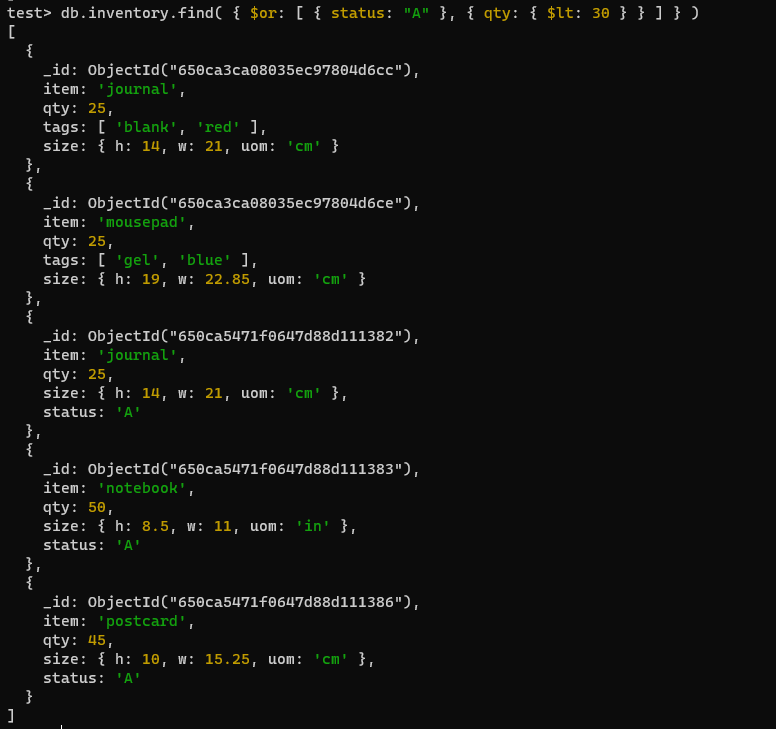 test> db.inventory.find( { $or: [ { status: "A" }, { qty: { $lt: 30 } } ] } )
[
  {
    _id: ObjectId("650ca3ca08035ec97804d6cc"),
    item: 'journal',
    qty: 25,
    tags: [ 'blank', 'red' ],
    size: { h: 14, w: 21, uom: 'cm' }
  },
  {
    _id: ObjectId("650ca3ca08035ec97804d6ce"),
    item: 'mousepad',
    qty: 25,
    tags: [ 'gel', 'blue' ],
    size: { h: 19, w: 22.85, uom: 'cm' }
  },
  {
    _id: ObjectId("650ca5471f0647d88d111382"),
    item: 'journal',
    qty: 25,
    size: { h: 14, w: 21, uom: 'cm' },
    status: 'A'
  },
  {
    _id: ObjectId("650ca5471f0647d88d111383"),
    item: 'notebook',
    qty: 50,
    size: { h: 8.5, w: 11, uom: 'in' },
    status: 'A'
  },
  {
    _id: ObjectId("650ca5471f0647d88d111386"),
    item: 'postcard',
    qty: 45,
    size: { h: 10, w: 15.25, uom: 'cm' },
    status: 'A'
  }
]